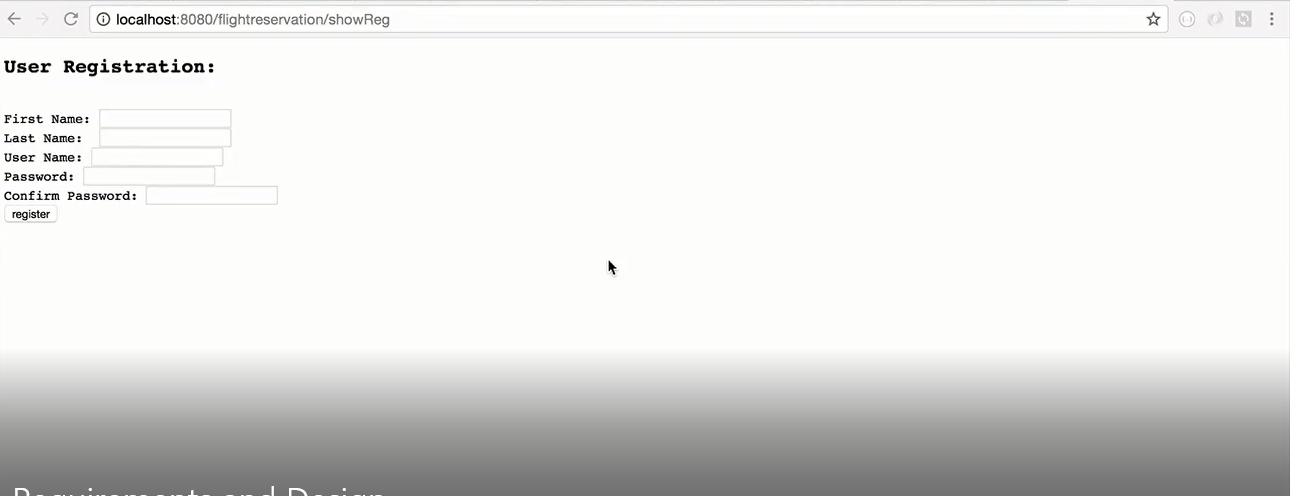 localhost:8080/flightreservation/showReg
User Registration:
First Name:
Last Name:
User Name:
Password:
Confirm Password:
register
Requirements and Design